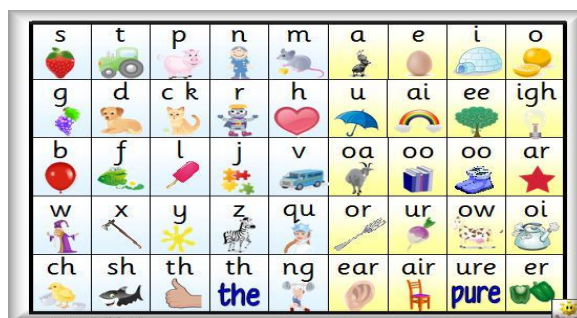 s t p n m a e i o
g d c k r h u ai ee igh
b f l j v oa oo oo ar
w x y z qu or ur ow oi
ch sh th th ng ear air ure er
the pure